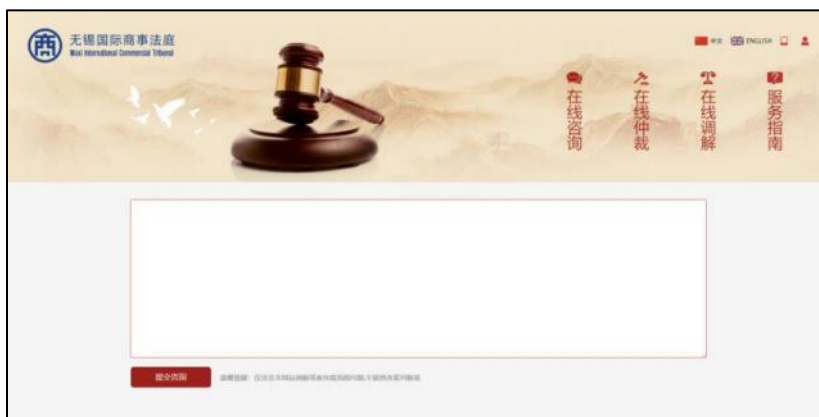 无锡国际商事法庭
Wuxi International Commercial Tribunal
中文
ENGLISH
在线咨询
在线仲裁
在线调解
服务指南
提交咨询